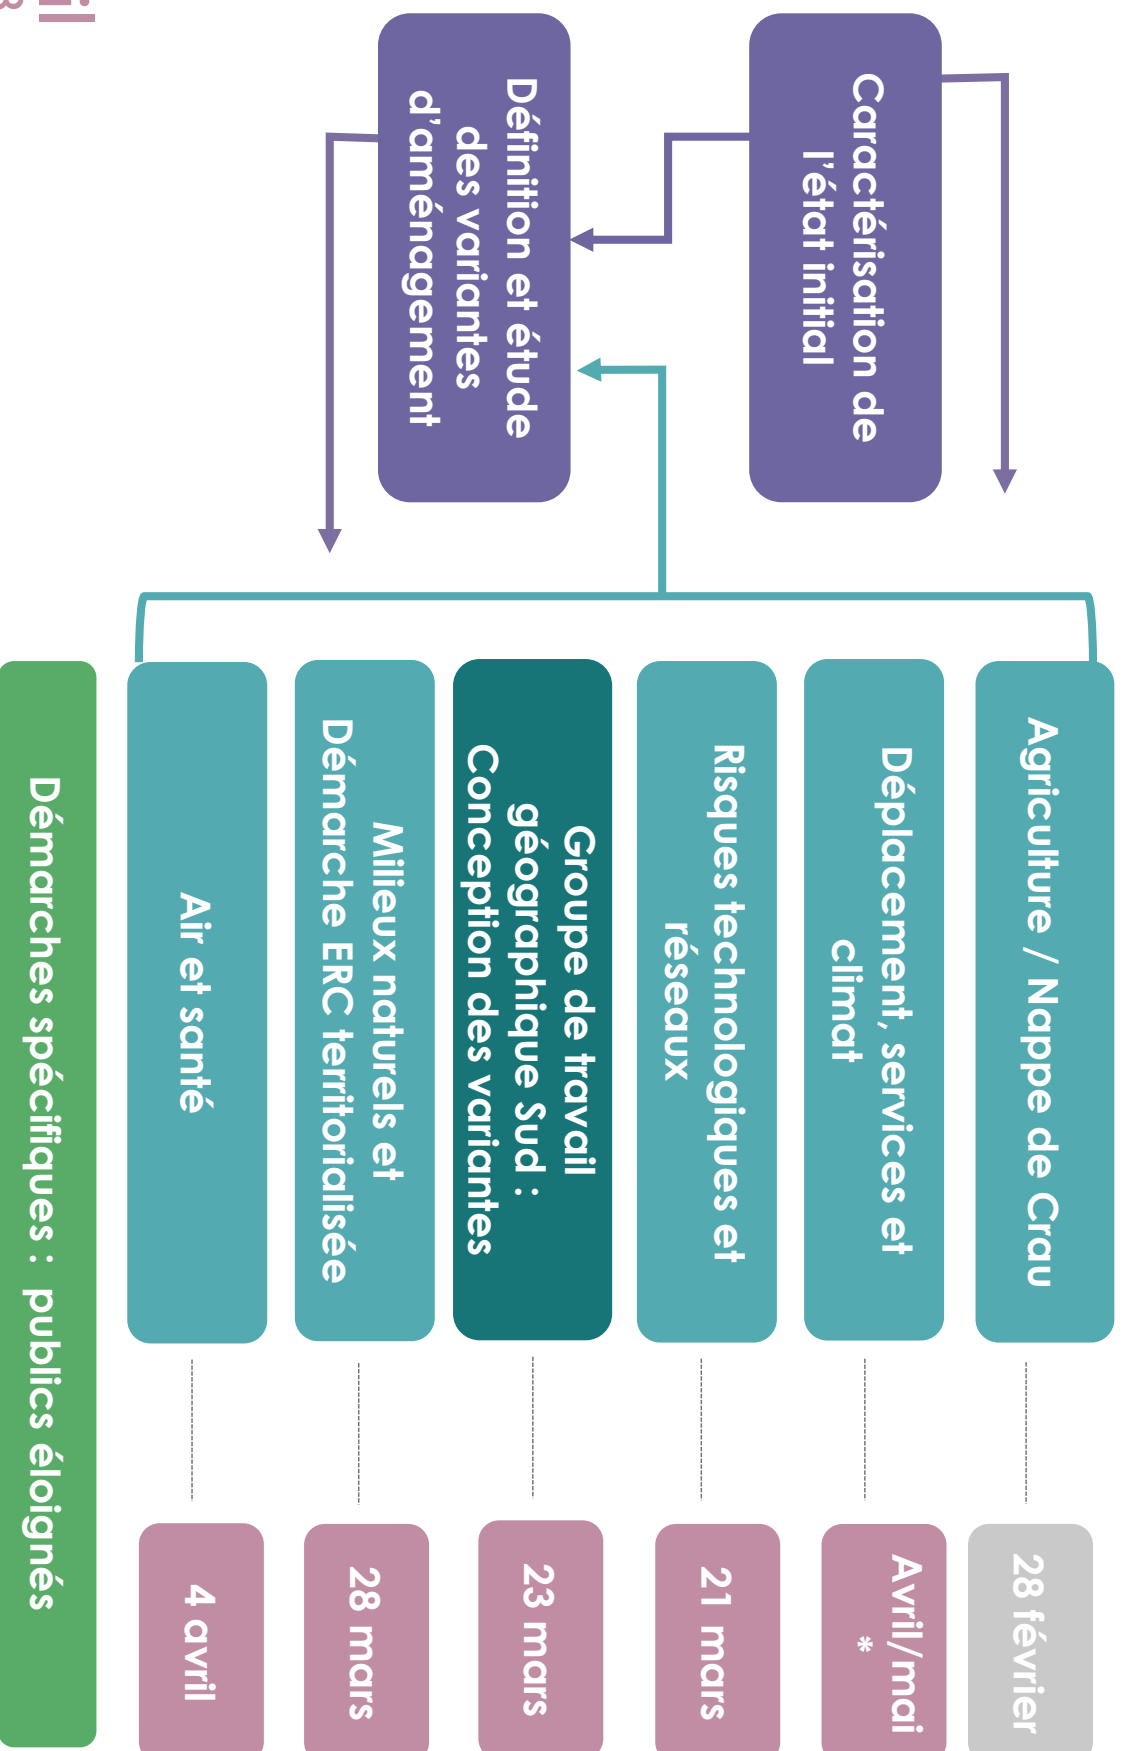 Caractérisation de
l'état initial
Définition et étude
des variantes
d'aménagement
Agriculture / Nappe de Crau
28 février
Déplacement, services et
climat
Avril/mai
*
Risques technologiques et
réseaux
21 mars
Groupe de travail
géographique Sud :
Conception des variantes
23 mars
Milieux naturels et
Démarche ERC territorialisée
28 mars
Air et santé
4 avril
Démarches spécifiques : publics éloignés
il